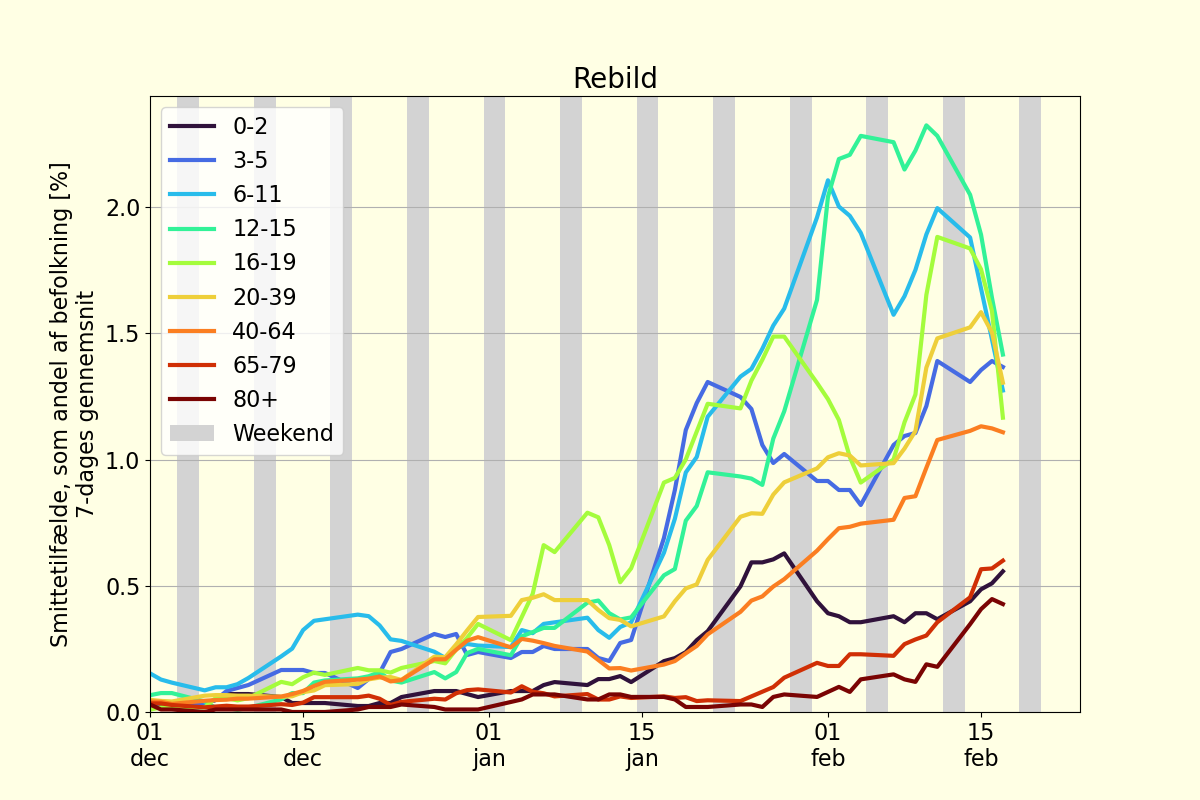 Rebild
Smittetilfælde, som andel af befolkning [%]
7-dages gennemsnit
2.0
1.5
1.0
0.5
0.0
0-2
3-5
6-11
12-15
16-19
20-39
40-64
65-79
80+
Weekend
01
dec
15
dec
01
jan
15
jan
01
feb
15
feb